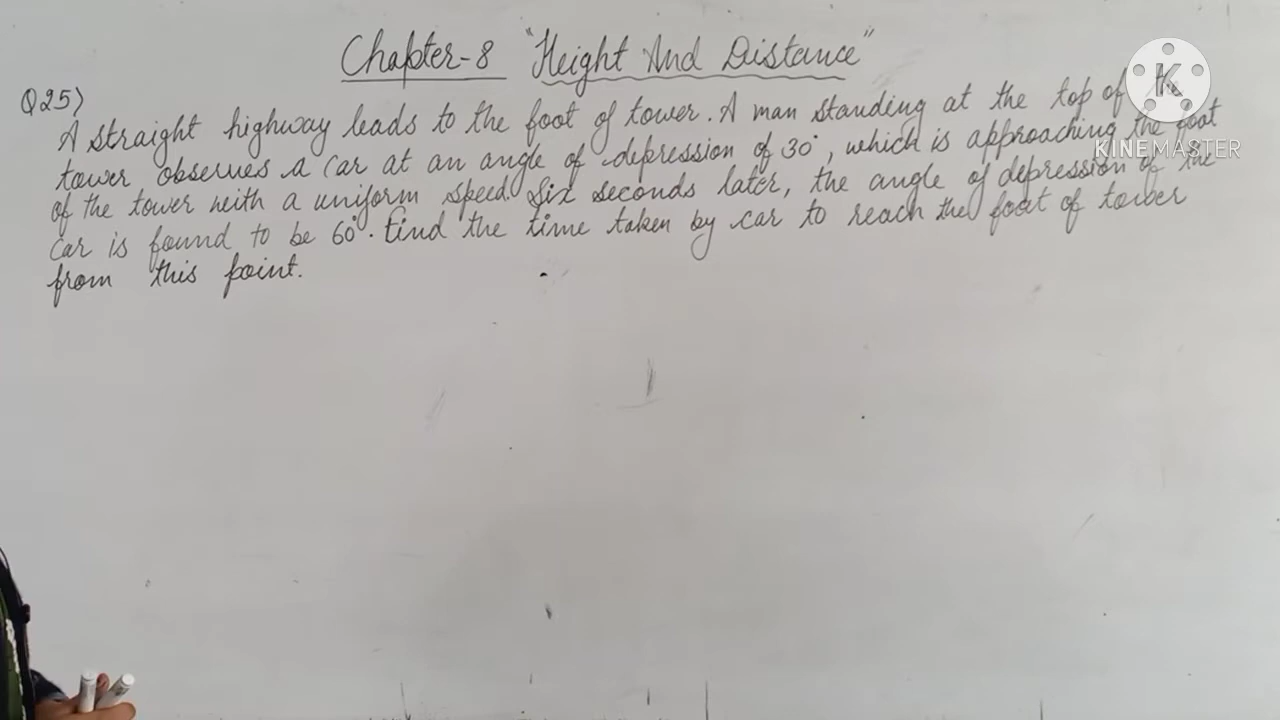 Chapter-8 "Height And Distance"
Q25)
A straight highway leads to the foot of tower. A man standing at the top of
tower observes a car at an angle of depression of 30°, which is approaching the foot
of the tower with a uniform speed. Six seconds later, the angle of depression of the
car is found to be 60°. Find the time taken by car to reach the foot of tower
from this point.
K
KINEMASTER